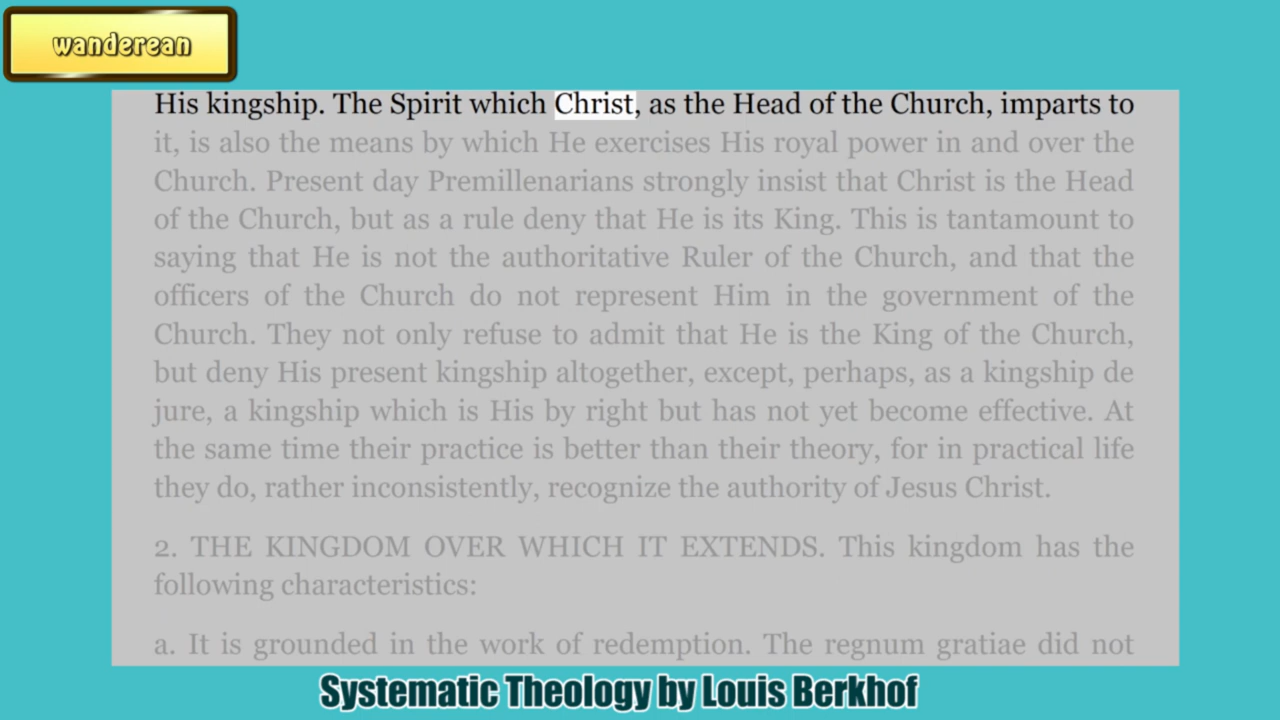 wanderean
His kingship. The Spirit which Christ, as the Head of the Church, imparts to
it, is also the means by which He exercises His royal power in and over the
Church. Present day Premillenarians strongly insist that Christ is the Head
of the Church, but as a rule deny that He is its King. This is tantamount to
saying that He is not the authoritative Ruler of the Church, and that the
officers of the Church do not represent Him in the government of the
Church. They not only refuse to admit that He is the King of the Church,
but deny His present kingship altogether, except, perhaps, as a kingship de
jure, a kingship which is His by right but has not yet become effective. At
the same time their practice is better than their theory, for in practical life
they do, rather inconsistently, recognize the authority of Jesus Christ.
2. THE KINGDOM OVER WHICH IT EXTENDS. This kingdom has the
following characteristics:
a. It is grounded in the work of redemption. The regnum gratiae did not
Systematic Theology by Louis Berkhof